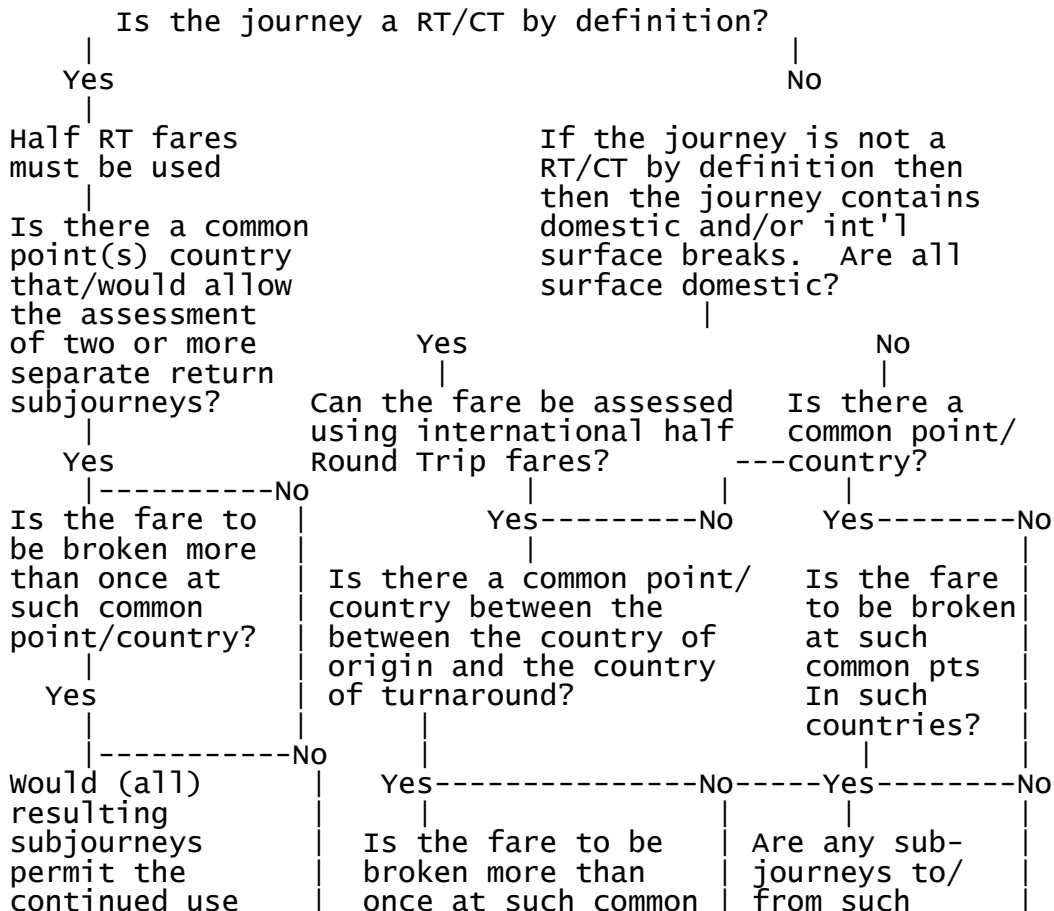 Is the journey a RT/CT by definition?
| |
Yes No
|
Half RT fares If the journey is not a
must be used RT/CT by definition then
| then the journey contains
Is there a common domestic and/or int'l
point(s) country surface breaks. Are all
that/would allow surface domestic?
the assessment |
of two or more Yes No
separate return | |
subjourneys? Can the fare be assessed Is there a
| using international half common point/
Yes Round Trip fares? ---country?
|----------No | | |
Is the fare to | Yes---------No Yes--------No
be broken more | | |
than once at | Is there a common point/ Is the fare |
such common | country between the to be broken|
point/country? | between the country of at such |
| | origin and the country common pts |
Yes | of turnaround? In such |
| | | countries? |
|-----------No | | |
Would (all) | Yes---------------No-----Yes--------No
resulting | | | | |
subjourneys | Is the fare to be | Are any sub- |
permit the | broken more than | journeys to/ |
continued use | once at such common | from such |